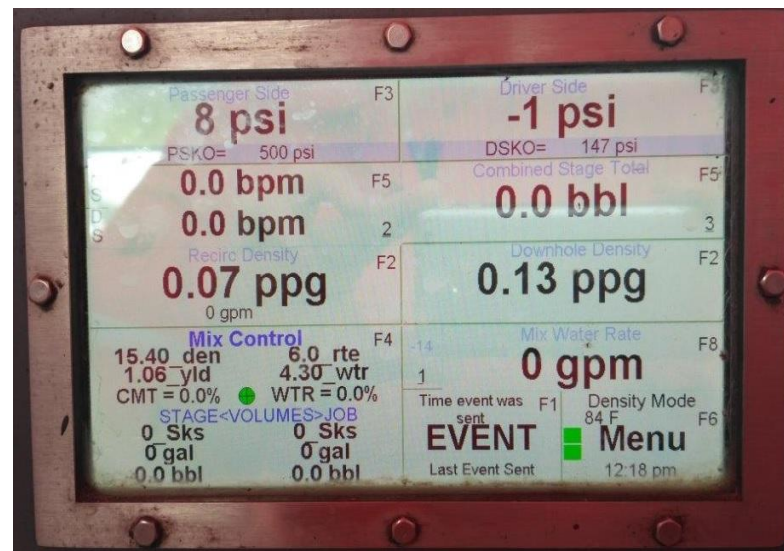 Passenger Side F3
8 psi
PSKO= 500 psi
Driver Side F3
-1 psi
DSKO= 147 psi
S
0.0 bpm F5
D
S
0.0 bpm 2
Combined Stage Total F5
0.0 bbl
3
Recirc Density F2
0.07 ppg
0 gpm
Downhole Density F2
0.13 ppg
Mix Control F4
15.40_den 6.0_rte
1.06_yld 4.30_wtr
CMT = 0.0% WTR = 0.0%
STAGE<VOLUMES>JOB
0_Sks 0_Sks
0 gal 0 gal
0.0 bbl 0.0 bbl
-14 Mix Water Rate F8
1 0 gpm
Time event was sent F1
EVENT
Last Event Sent
Density Mode
84 F F6
Menu
12:18 pm